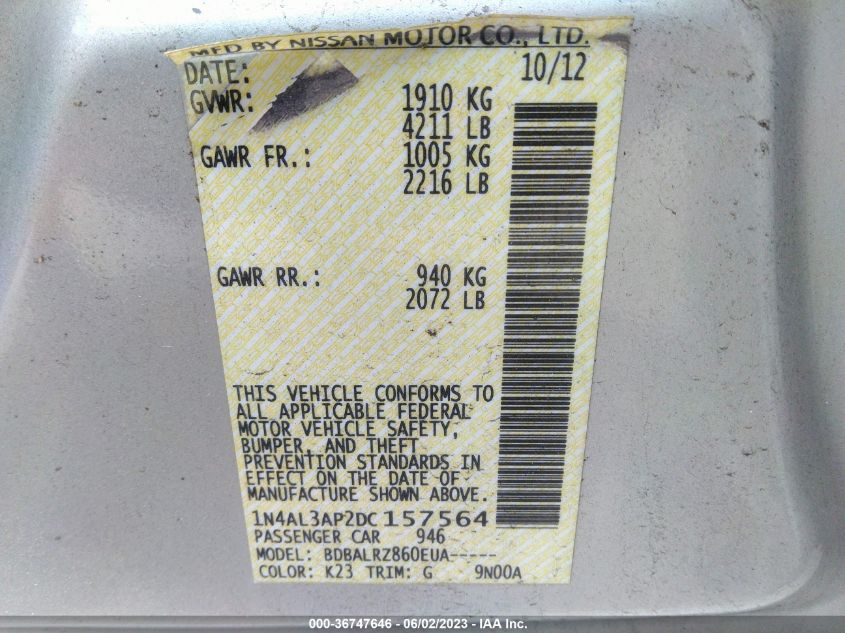 MFD BY NISSAN MOTOR CO., LTD.
DATE: 10/12
GVWR: 1910 KG
4211 LB
GAWR FR.: 1005 KG
2216 LB
GAWR RR.: 940 KG
2072 LB
THIS VEHICLE CONFORMS TO
ALL APPLICABLE FEDERAL
MOTOR VEHICLE SAFETY,
BUMPER, AND THEFT
PREVENTION STANDARDS IN
EFFECT ON THE DATE OF
MANUFACTURE SHOWN ABOVE.
1N4AL3AP2DC157564
PASSENGER CAR 946
MODEL: BDBALRZ860EUA-----
COLOR: K23 TRIM: G 9N00A
000-36747646 - 06/02/2023 - IAA Inc.